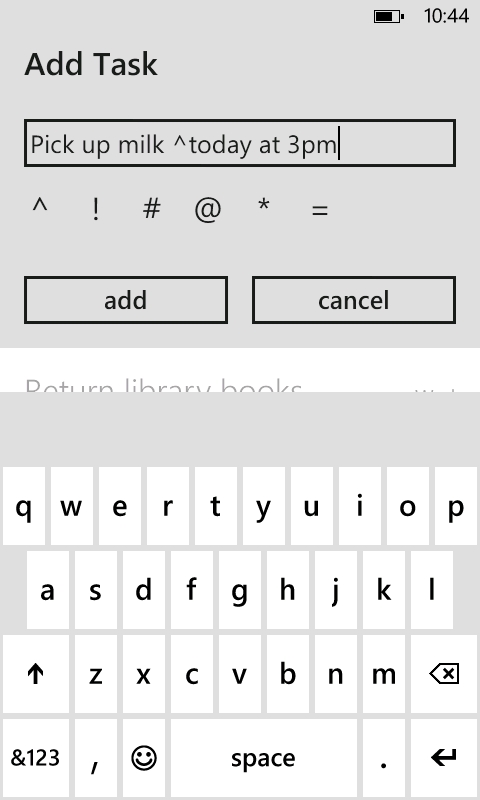 10:44
Add Task
Pick up milk ^today at 3pm
^ ! # @ * =
add cancel
Return library books
q w e r t y u i o p
a s d f g h j k l
z x c v b n m
&123 , space .